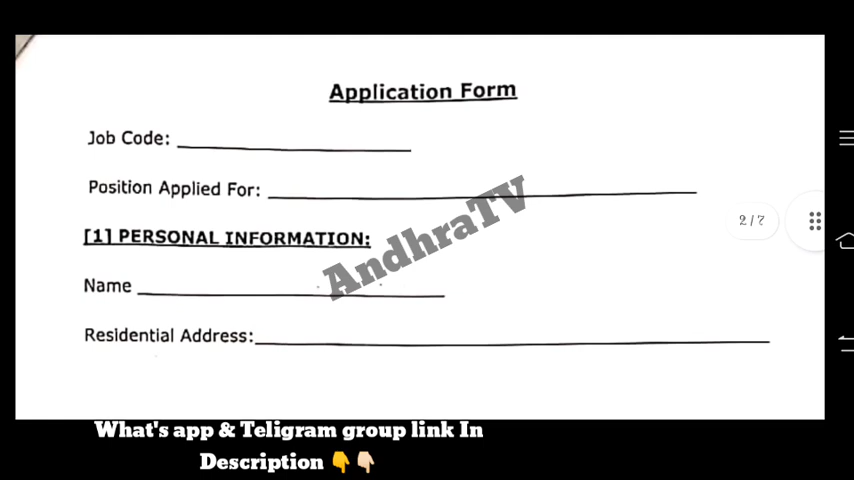 Application Form
Job Code:
Position Applied For:
AndhraTV
2/7
[1] PERSONAL INFORMATION:
Name
Residential Address:
What's app & Teligram group link In
Description 👇👇🏻